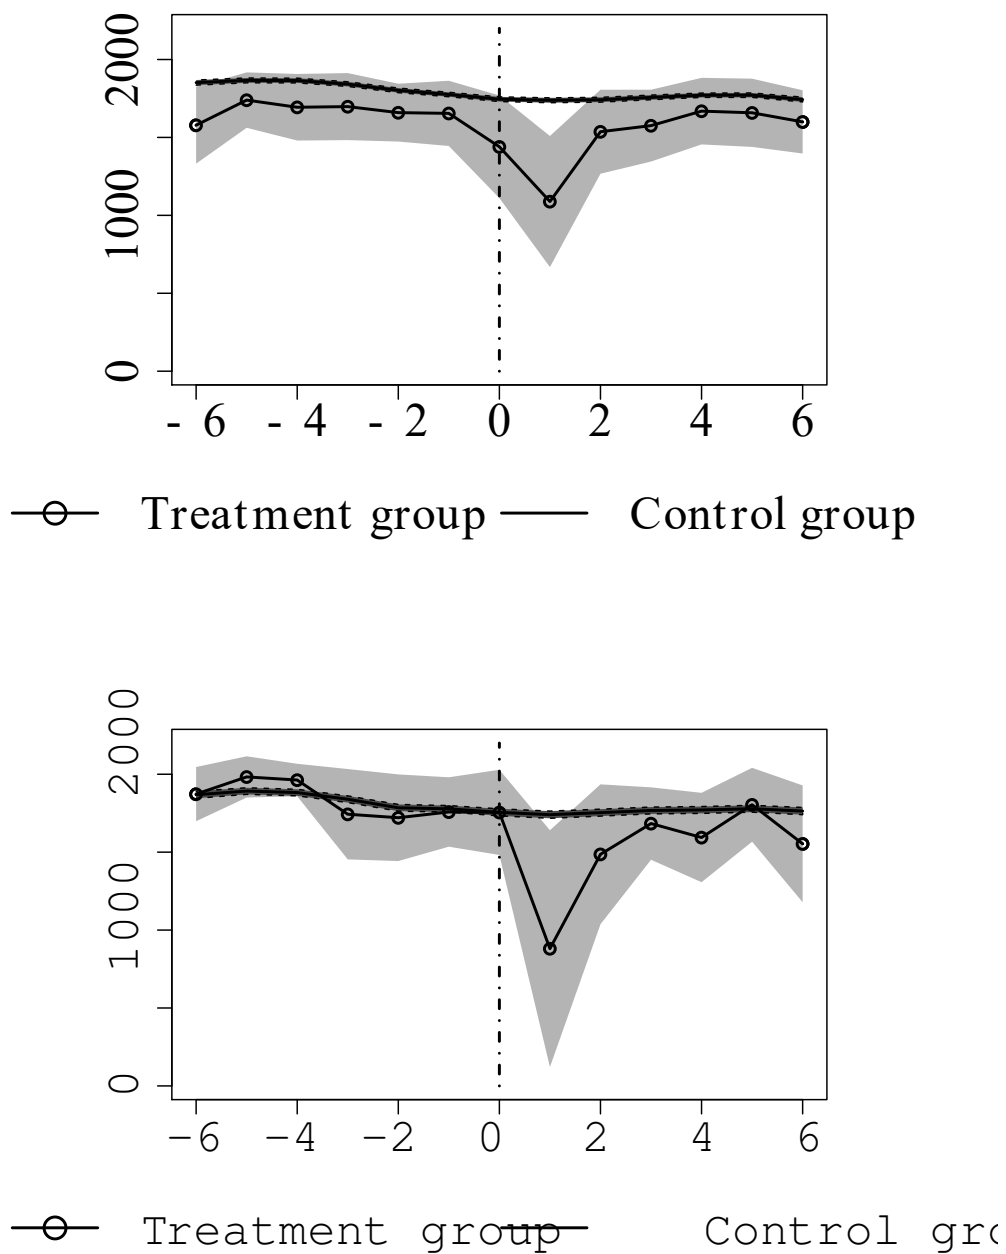 2000
1000
0
- 6 - 4 - 2 0 2 4 6
Treatment group Control group
2000
1000
0
−6 −4 −2 0 2 4 6
Treatment group Control gro